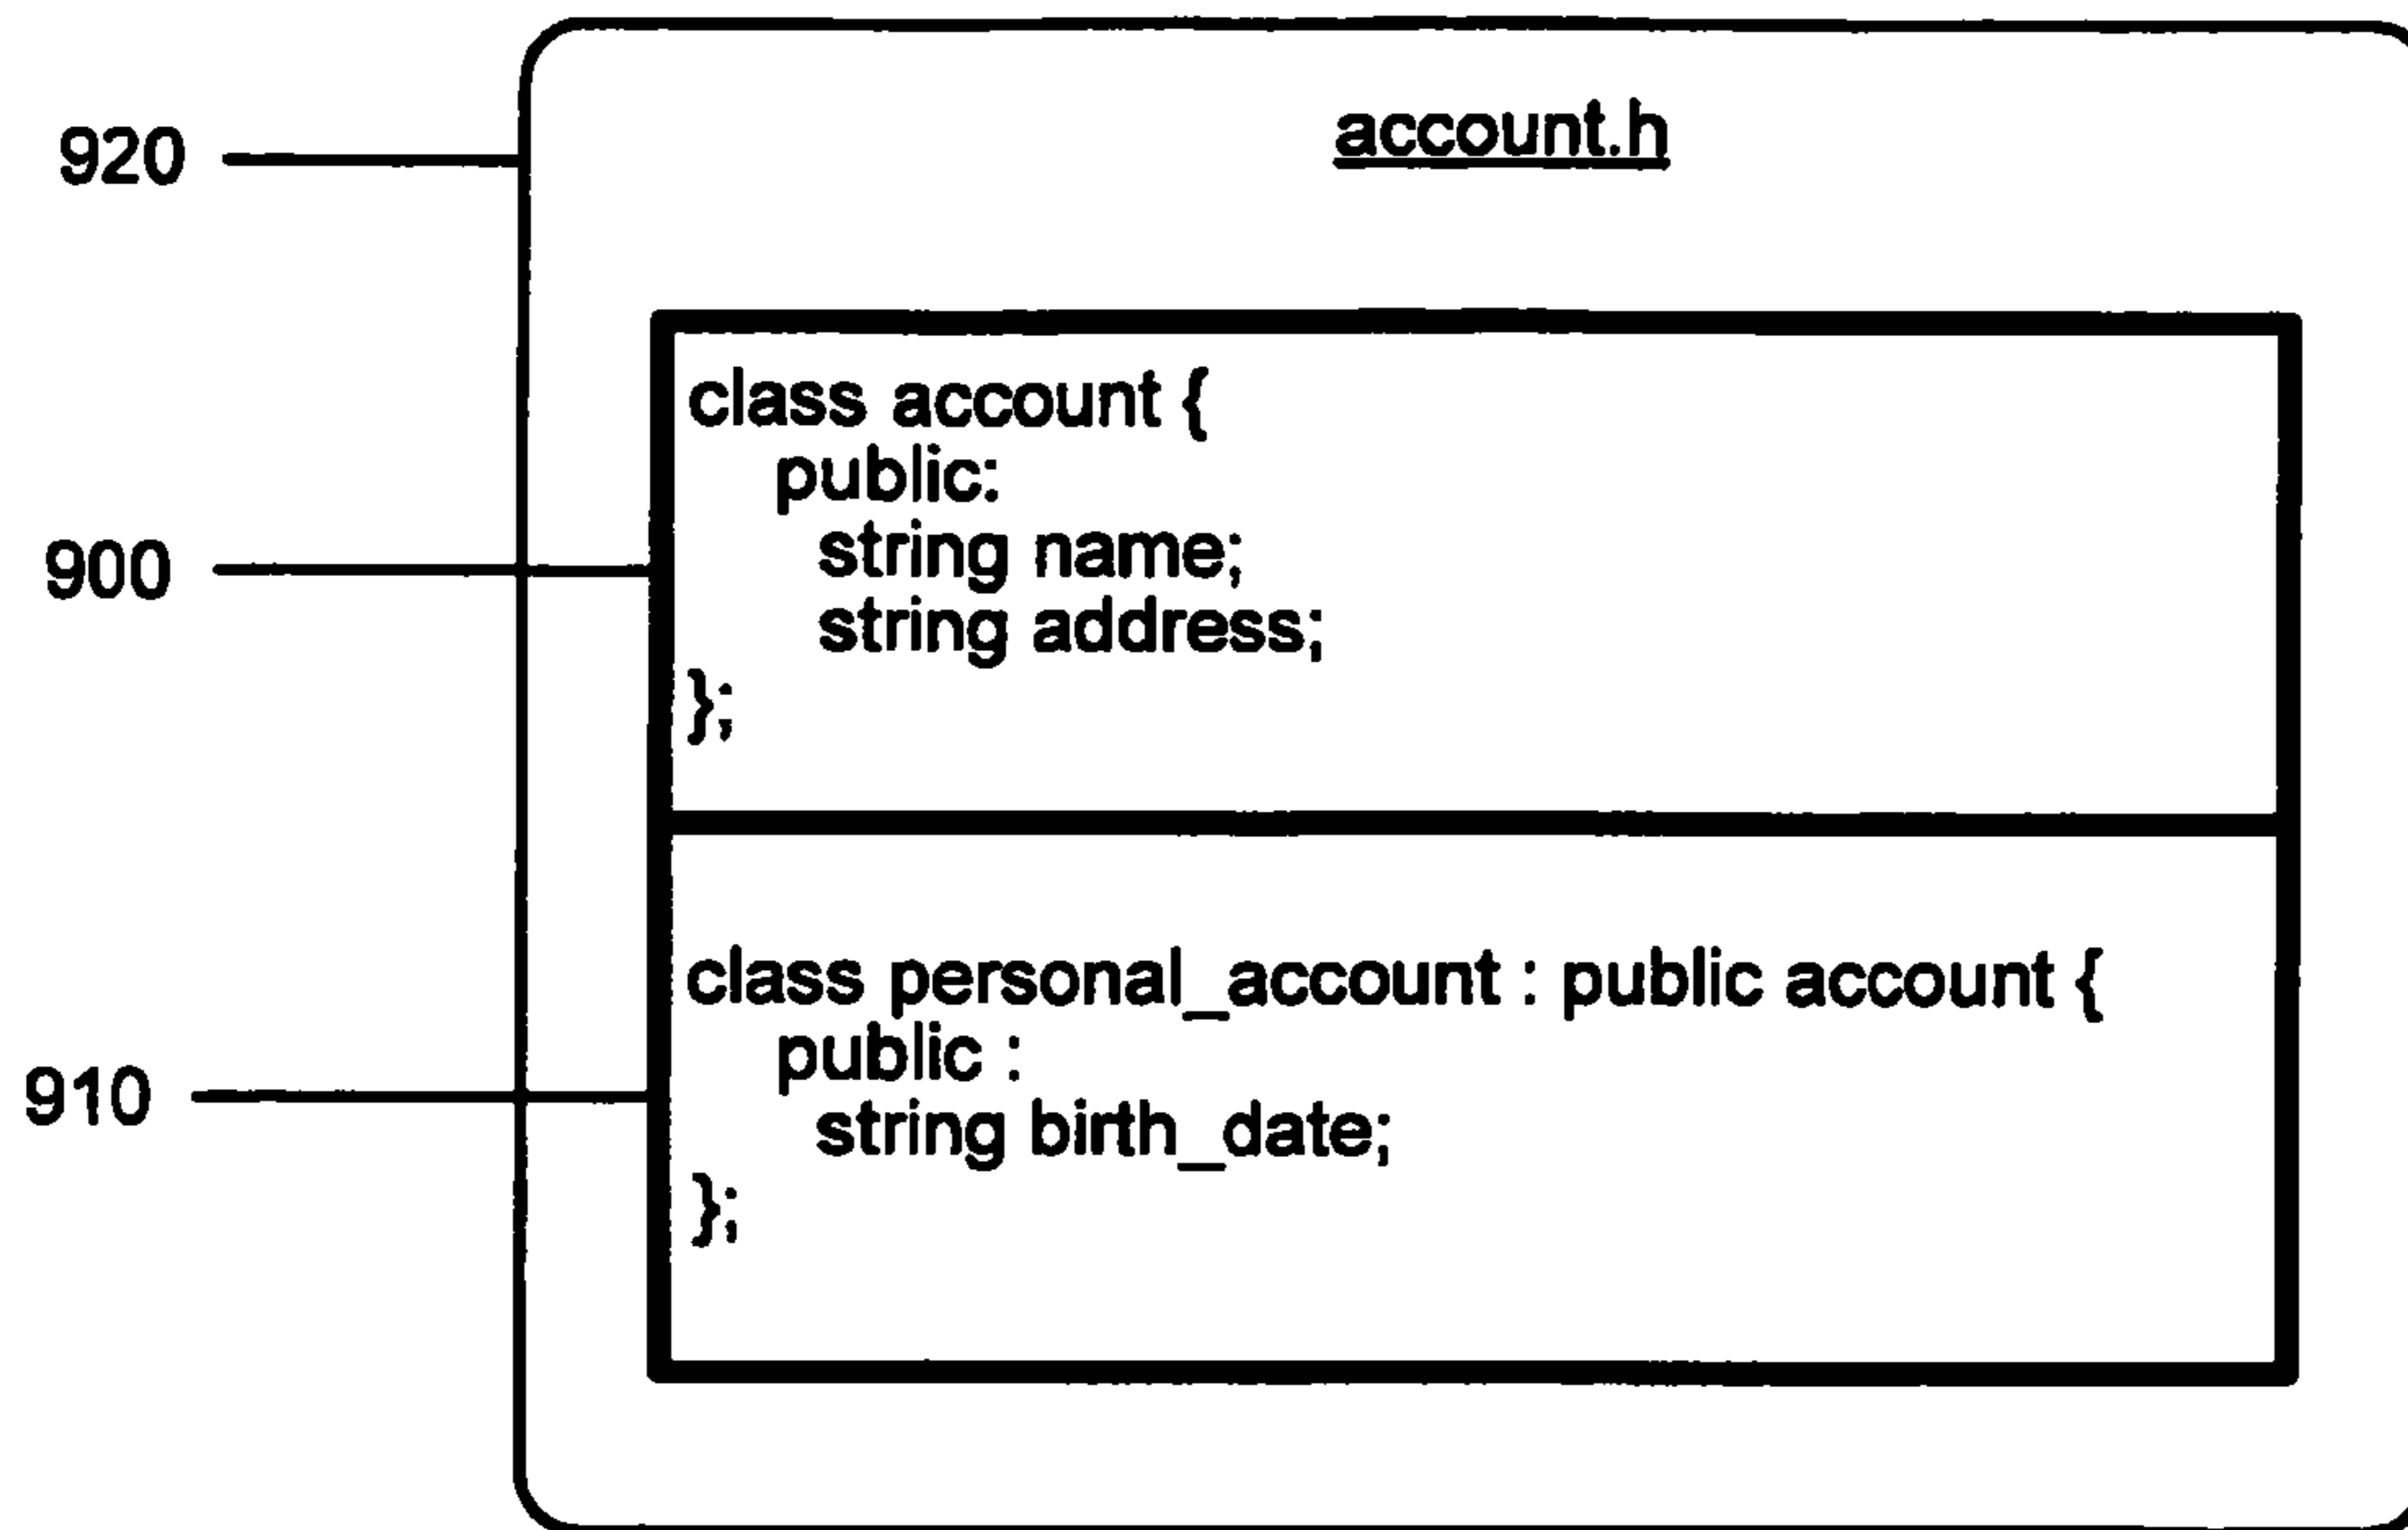 920
account.h
class account {
public:
900
string name;
string address;
};
class personal_account : public account {
public :
910
string birth_date;
};